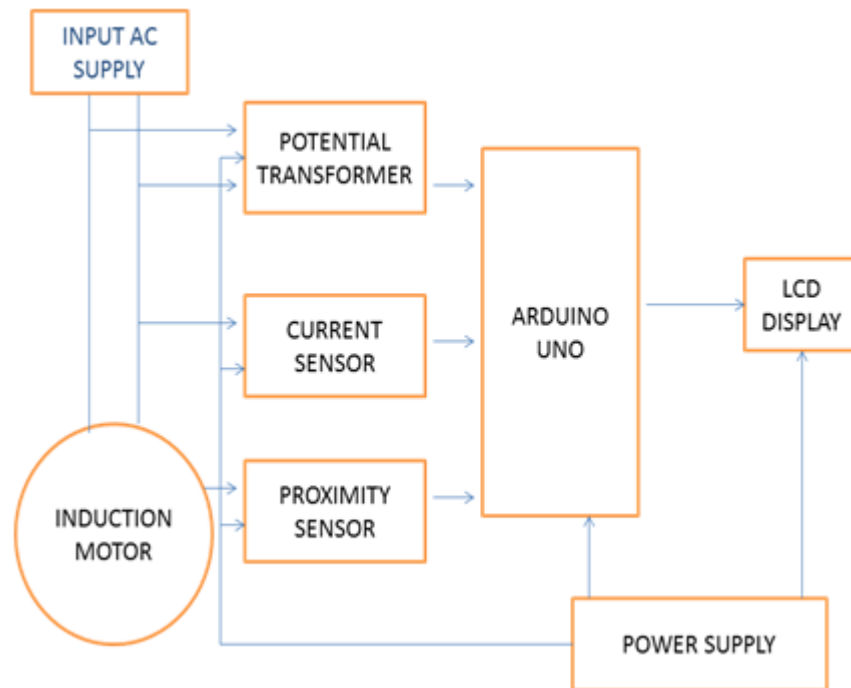 INPUT AC
SUPPLY
POTENTIAL
TRANSFORMER
CURRENT
SENSOR
PROXIMITY
SENSOR
INDUCTION
MOTOR
ARDUINO
UNO
LCD
DISPLAY
POWER SUPPLY